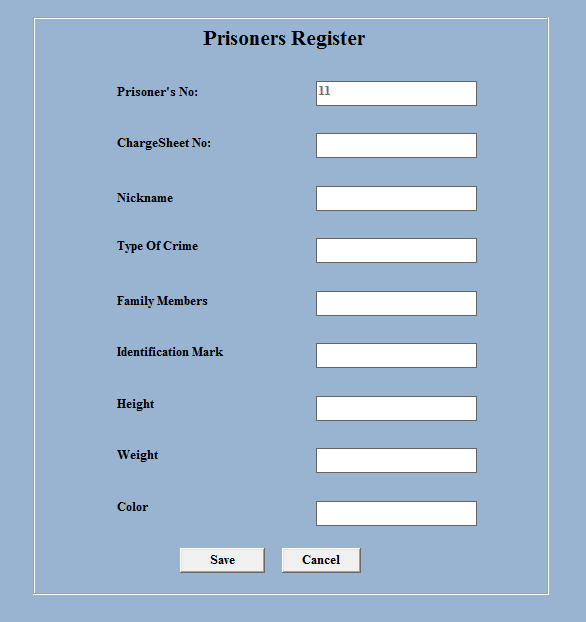 Prisoners Register
Prisoner's No: 11
ChargeSheet No:
Nickname
Type Of Crime
Family Members
Identification Mark
Height
Weight
Color
Save Cancel